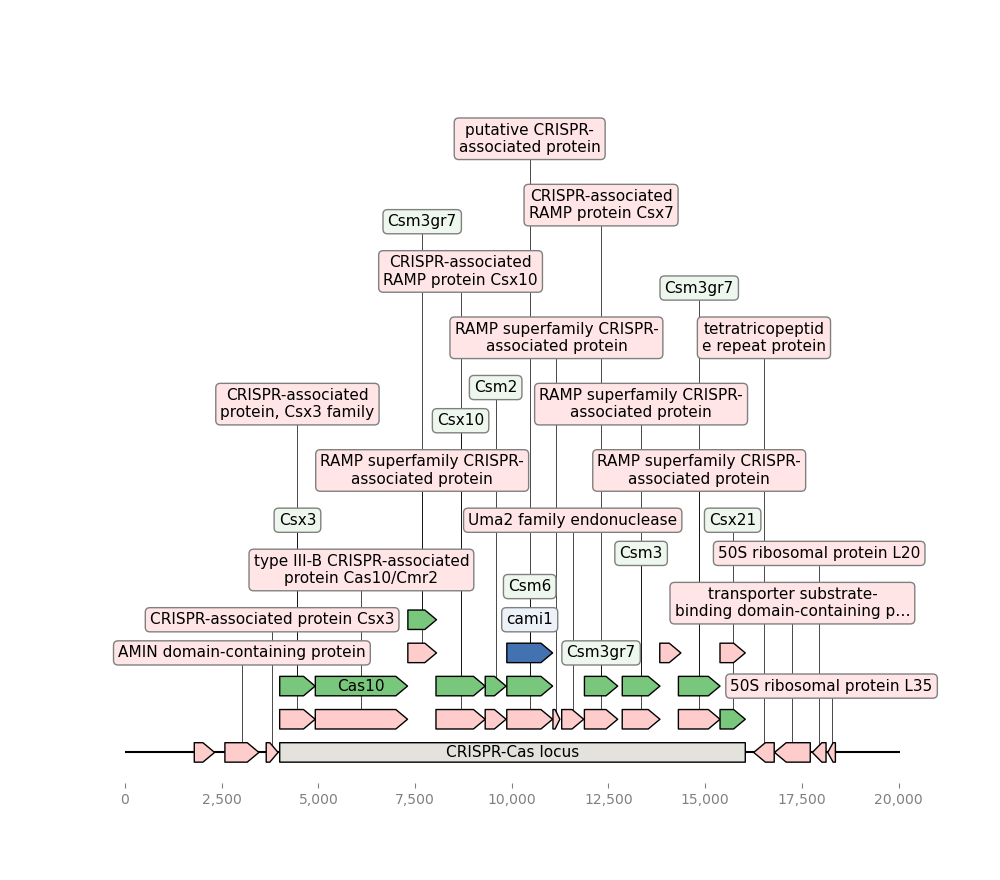 putative CRISPR-
associated protein
CRISPR-associated
RAMP protein Csx7
Csm3gr7
CRISPR-associated
RAMP protein Csx10
Csm3gr7
RAMP superfamily CRISPR-
associated protein
tetratricopeptid
e repeat protein
Csm2
CRISPR-associated
protein, Csx3 family
RAMP superfamily CRISPR-
associated protein
Csx10
RAMP superfamily CRISPR-
associated protein
RAMP superfamily CRISPR-
associated protein
Csx3
Uma2 family endonuclease
Csx21
Csm3
50S ribosomal protein L20
type III-B CRISPR-associated
protein Cas10/Cmr2
Csm6
transporter substrate-
binding domain-containing p...
CRISPR-associated protein Csx3
cami1
AMIN domain-containing protein
Csm3gr7
Cas10
50S ribosomal protein L35
CRISPR-Cas locus
0
2,500
5,000
7,500
10,000
12,500
15,000
17,500
20,000